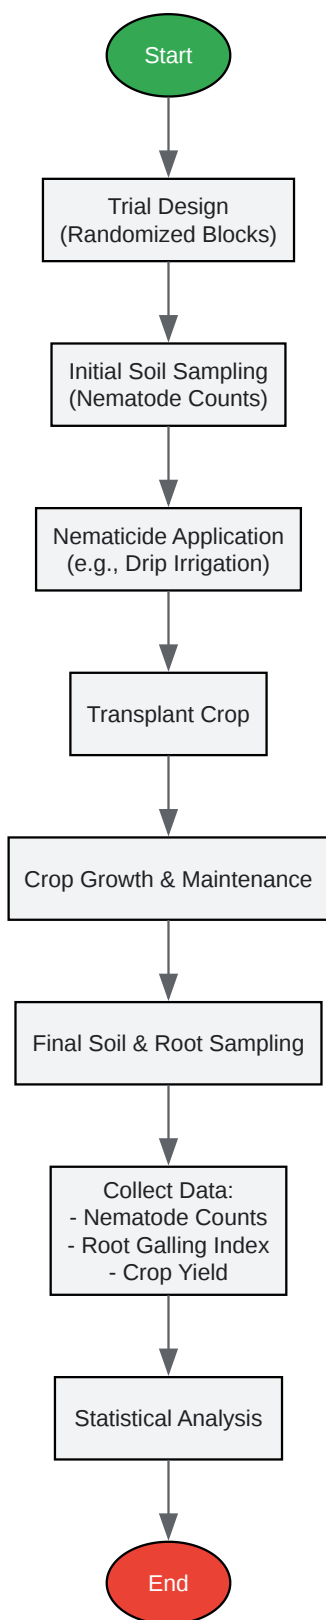 Start
Trial Design
(Randomized Blocks)
Initial Soil Sampling
(Nematode Counts)
Nematicide Application
(e.g., Drip Irrigation)
Transplant Crop
Crop Growth & Maintenance
Final Soil & Root Sampling
Collect Data:
- Nematode Counts
- Root Galling Index
- Crop Yield
Statistical Analysis
End